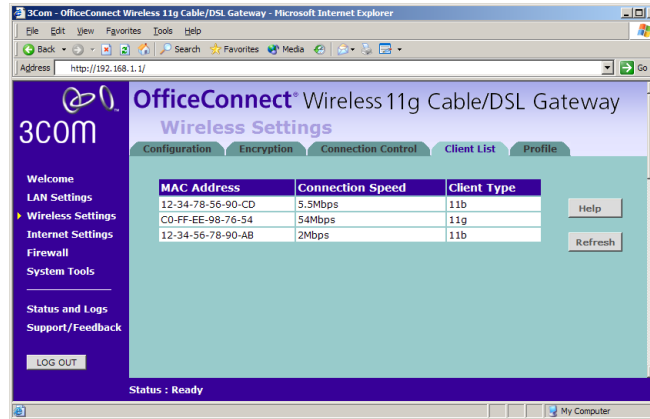 3Com - OfficeConnect Wireless 11g Cable/DSL Gateway - Microsoft Internet Explorer
File Edit View Favorites Tools Help
Back Search Favorites Media
Address http://192.168.1.1/ Go
3COM
OfficeConnect® Wireless 11g Cable/DSL Gateway
Wireless Settings
Configuration Encryption Connection Control Client List Profile
Welcome
LAN Settings
Wireless Settings
Internet Settings
Firewall
System Tools
Status and Logs
Support/Feedback
LOG OUT
MAC Address Connection Speed Client Type
12-34-78-56-90-CD 5.5Mbps 11b
C0-FF-EE-98-76-54 54Mbps 11g
12-34-56-78-90-AB 2Mbps 11b
Help
Refresh
Status : Ready
My Computer